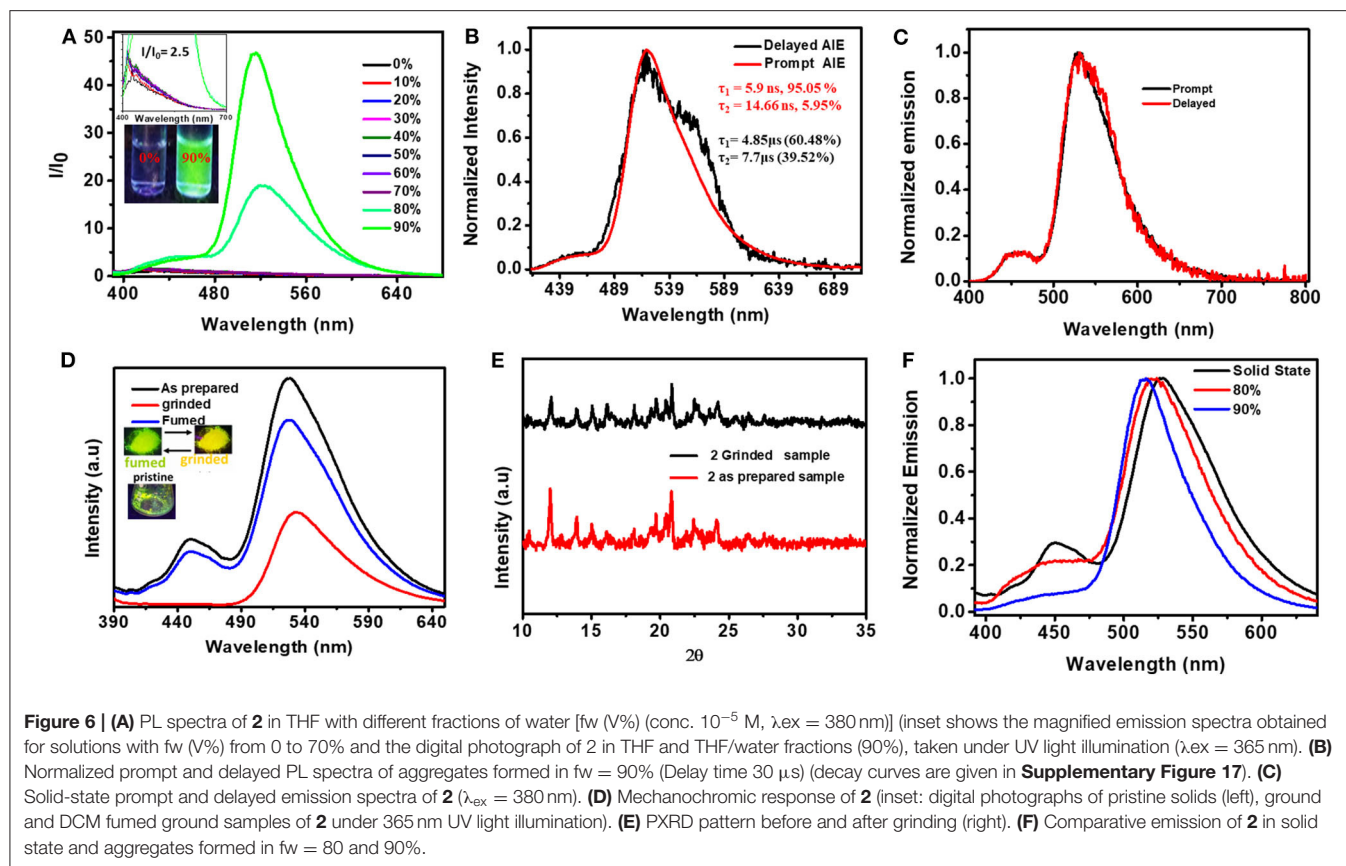 A
I/I₀= 2.5
400
700
Wavelength (nm)
0%
90%
0%
10%
20%
30%
40%
50%
60%
70%
80%
90%
50
40
30
20
10
0
I/I₀
400
480
560
640
Wavelength (nm)
B
Delayed AIE
Prompt AIE
τ₁ = 5.9 ns, 95.05 %
τ₂ = 14.66 ns, 5.95%
τ₁= 4.85μs (60.48%)
τ₂= 7.7μs (39.52%)
1.0
0.8
0.6
0.4
0.2
0.0
Normalized Intensity
439
489
539
589
639
689
Wavelength (nm)
C
Prompt
Delayed
1.0
0.8
0.6
0.4
0.2
0.0
Normalized emission
400
500
600
700
800
Wavelength (nm)
D
As prepared
grinded
Fumed
fumed
grinded
pristine
Intensity (a.u)
390
440
490
540
590
640
Wavelength (nm)
E
2 Grinded sample
2 as prepared sample
Intensity (a.u)
10
15
20
25
30
35
2θ
F
Solid State
80%
90%
1.0
0.8
0.6
0.4
0.2
0.0
Normalized Emission
400
450
500
550
600
Wavelength (nm)
Figure 6 | (A) PL spectra of 2 in THF with different fractions of water [fw (V%) (conc. 10⁻⁵ M, λex = 380 nm)] (inset shows the magnified emission spectra obtained
for solutions with fw (V%) from 0 to 70% and the digital photograph of 2 in THF and THF/water fractions (90%), taken under UV light illumination (λex = 365 nm). (B)
Normalized prompt and delayed PL spectra of aggregates formed in fw = 90% (Delay time 30 μs) (decay curves are given in Supplementary Figure 17). (C)
Solid-state prompt and delayed emission spectra of 2 (λex = 380 nm). (D) Mechanochromic response of 2 (inset: digital photographs of pristine solids (left), ground
and DCM fumed ground samples of 2 under 365 nm UV light illumination). (E) PXRD pattern before and after grinding (right). (F) Comparative emission of 2 in solid
state and aggregates formed in fw = 80 and 90%.